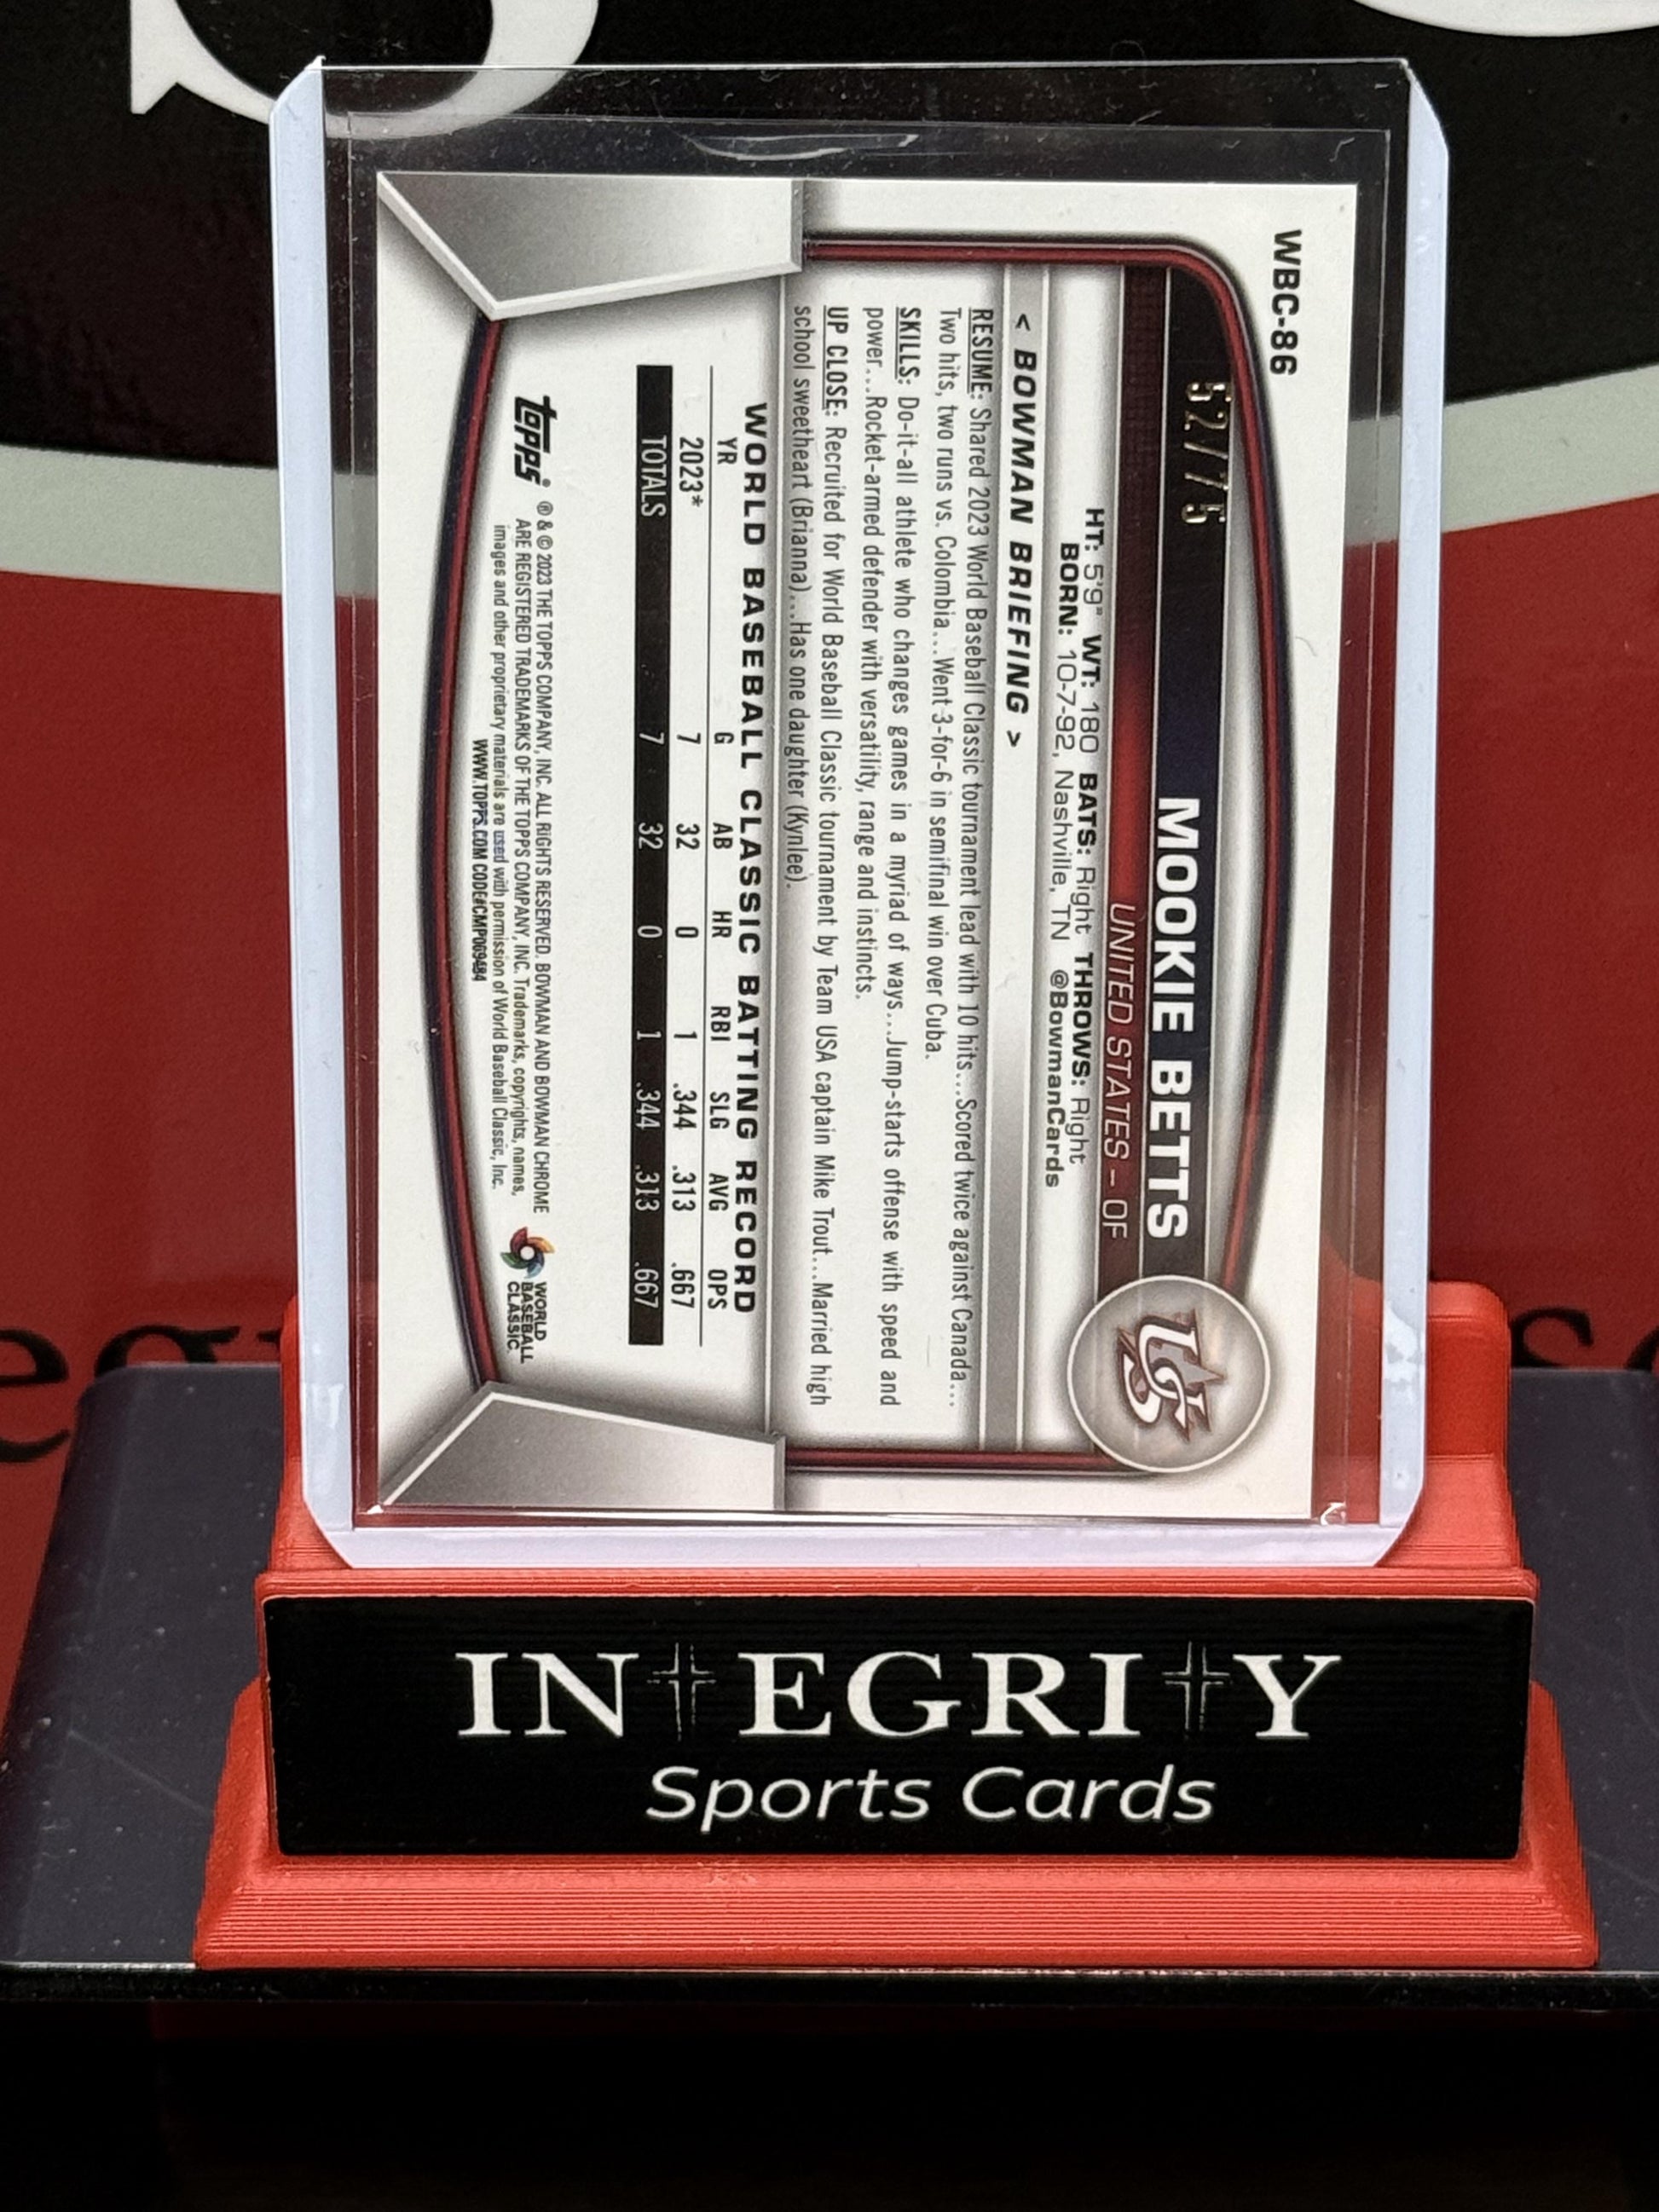 WBC-86
52/75
MOOKIE BETTS
UNITED STATES – OF
HT: 5'9" WT: 180 BATS: Right THROWS: Right
BORN: 10-7-92, Nashville, TN @BowmanCards
< BOWMAN BRIEFING >
RESUME: Shared 2023 World Baseball Classic tournament lead with 10 hits...Scored twice against Canada...
Two hits, two runs vs. Colombia...Went 3-for-6 in semifinal win over Cuba.
SKILLS: Do-it-all athlete who changes games in a myriad of ways...Jump-starts offense with speed and
power...Rocket-armed defender with versatility, range and instincts.
UP CLOSE: Recruited for World Baseball Classic tournament by Team USA captain Mike Trout...Married high
school sweetheart (Brianna)...Has one daughter (Kynlee).
WORLD BASEBALL CLASSIC BATTING RECORD
YR G AB HR RBI SLG AVG OPS
2023* 7 32 0 1 .344 .313 .667
TOTALS 7 32 0 1 .344 .313 .667
topps
® & © 2023 THE TOPPS COMPANY, INC. ALL RIGHTS RESERVED. BOWMAN AND BOWMAN CHROME
ARE REGISTERED TRADEMARKS OF THE TOPPS COMPANY, INC. Trademarks, copyrights, names,
images and other proprietary materials are used with permission of World Baseball Classic, Inc.
WWW.TOPPS.COM CODE#CMP069484
WORLD
BASEBALL
CLASSIC
US
INTEGRITY
Sports Cards